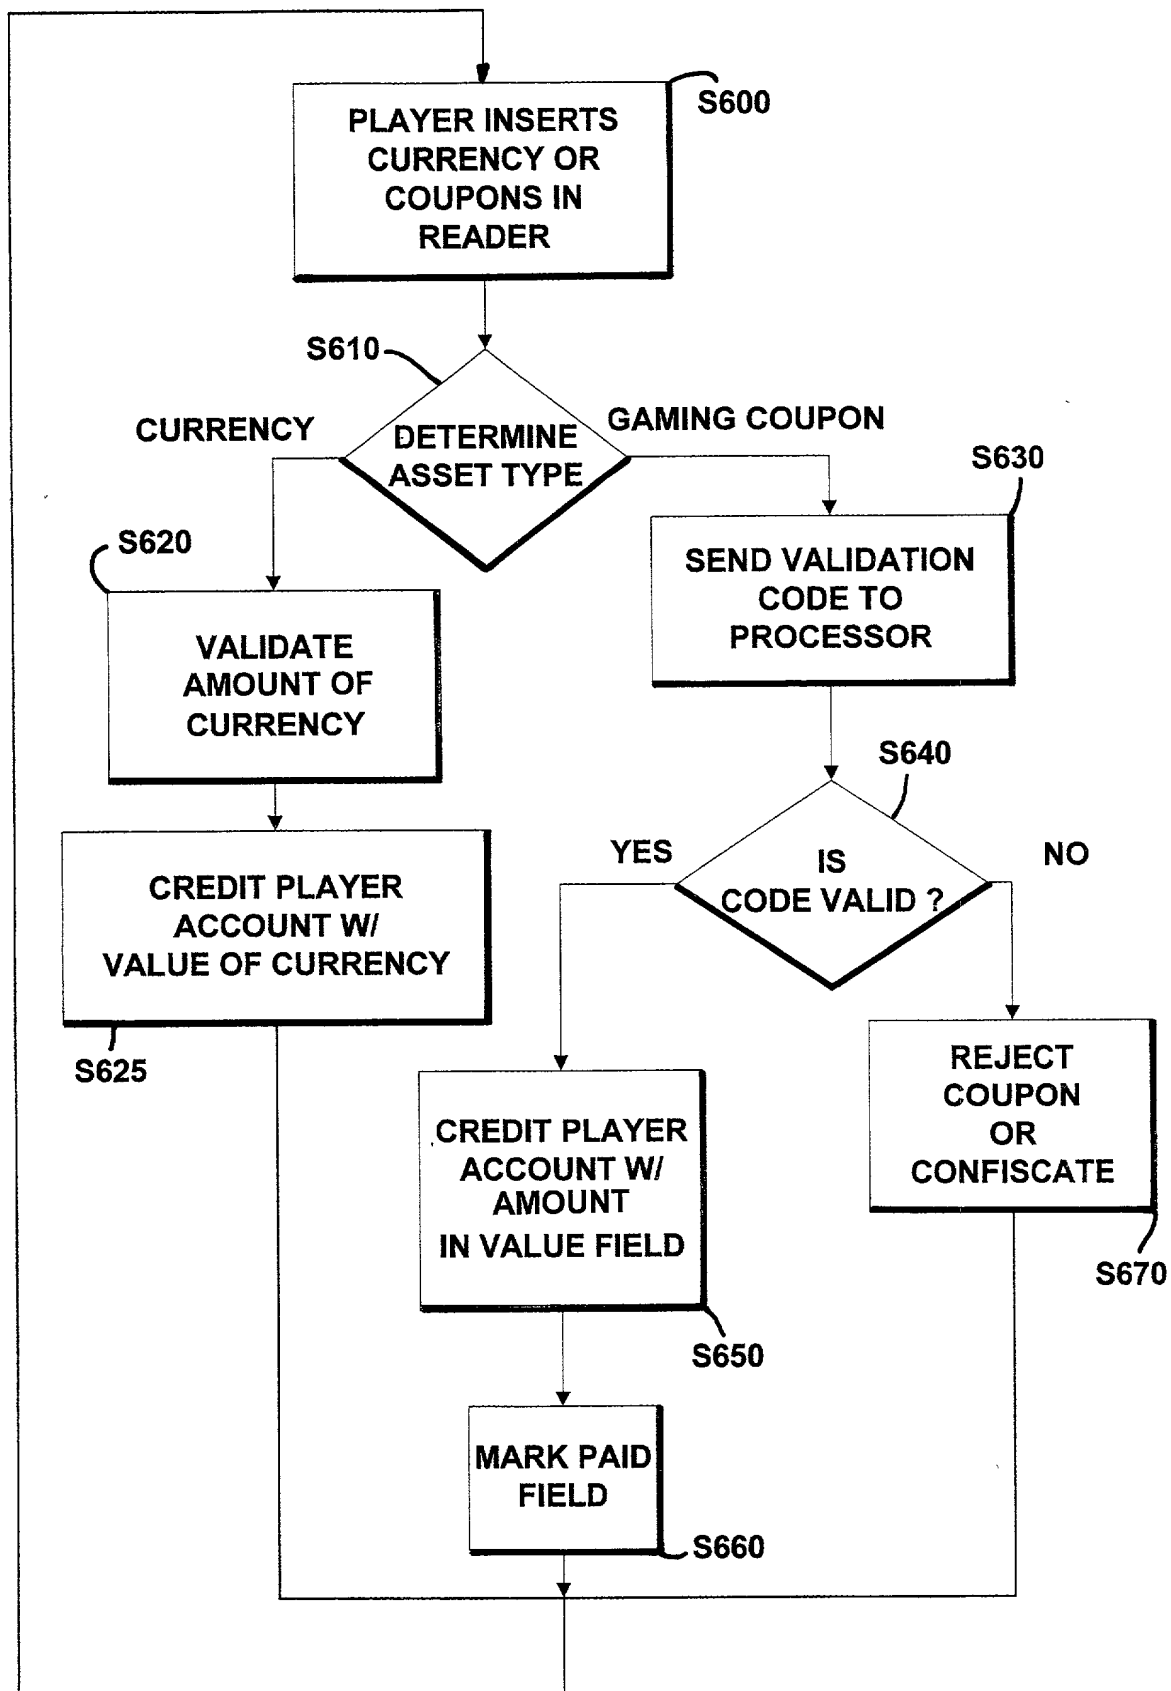 S600
PLAYER INSERTS
CURRENCY OR
COUPONS IN
READER
S610
CURRENCY
GAMING COUPON
DETERMINE
ASSET TYPE
S630
S620
SEND VALIDATION
CODE TO
PROCESSOR
VALIDATE
AMOUNT OF
CURRENCY
S640
YES
IS
CODE VALID ?
NO
CREDIT PLAYER
ACCOUNT W/
VALUE OF CURRENCY
S625
REJECT
COUPON
OR
CONFISCATE
S670
CREDIT PLAYER
ACCOUNT W/
AMOUNT
IN VALUE FIELD
S650
MARK PAID
FIELD
S660